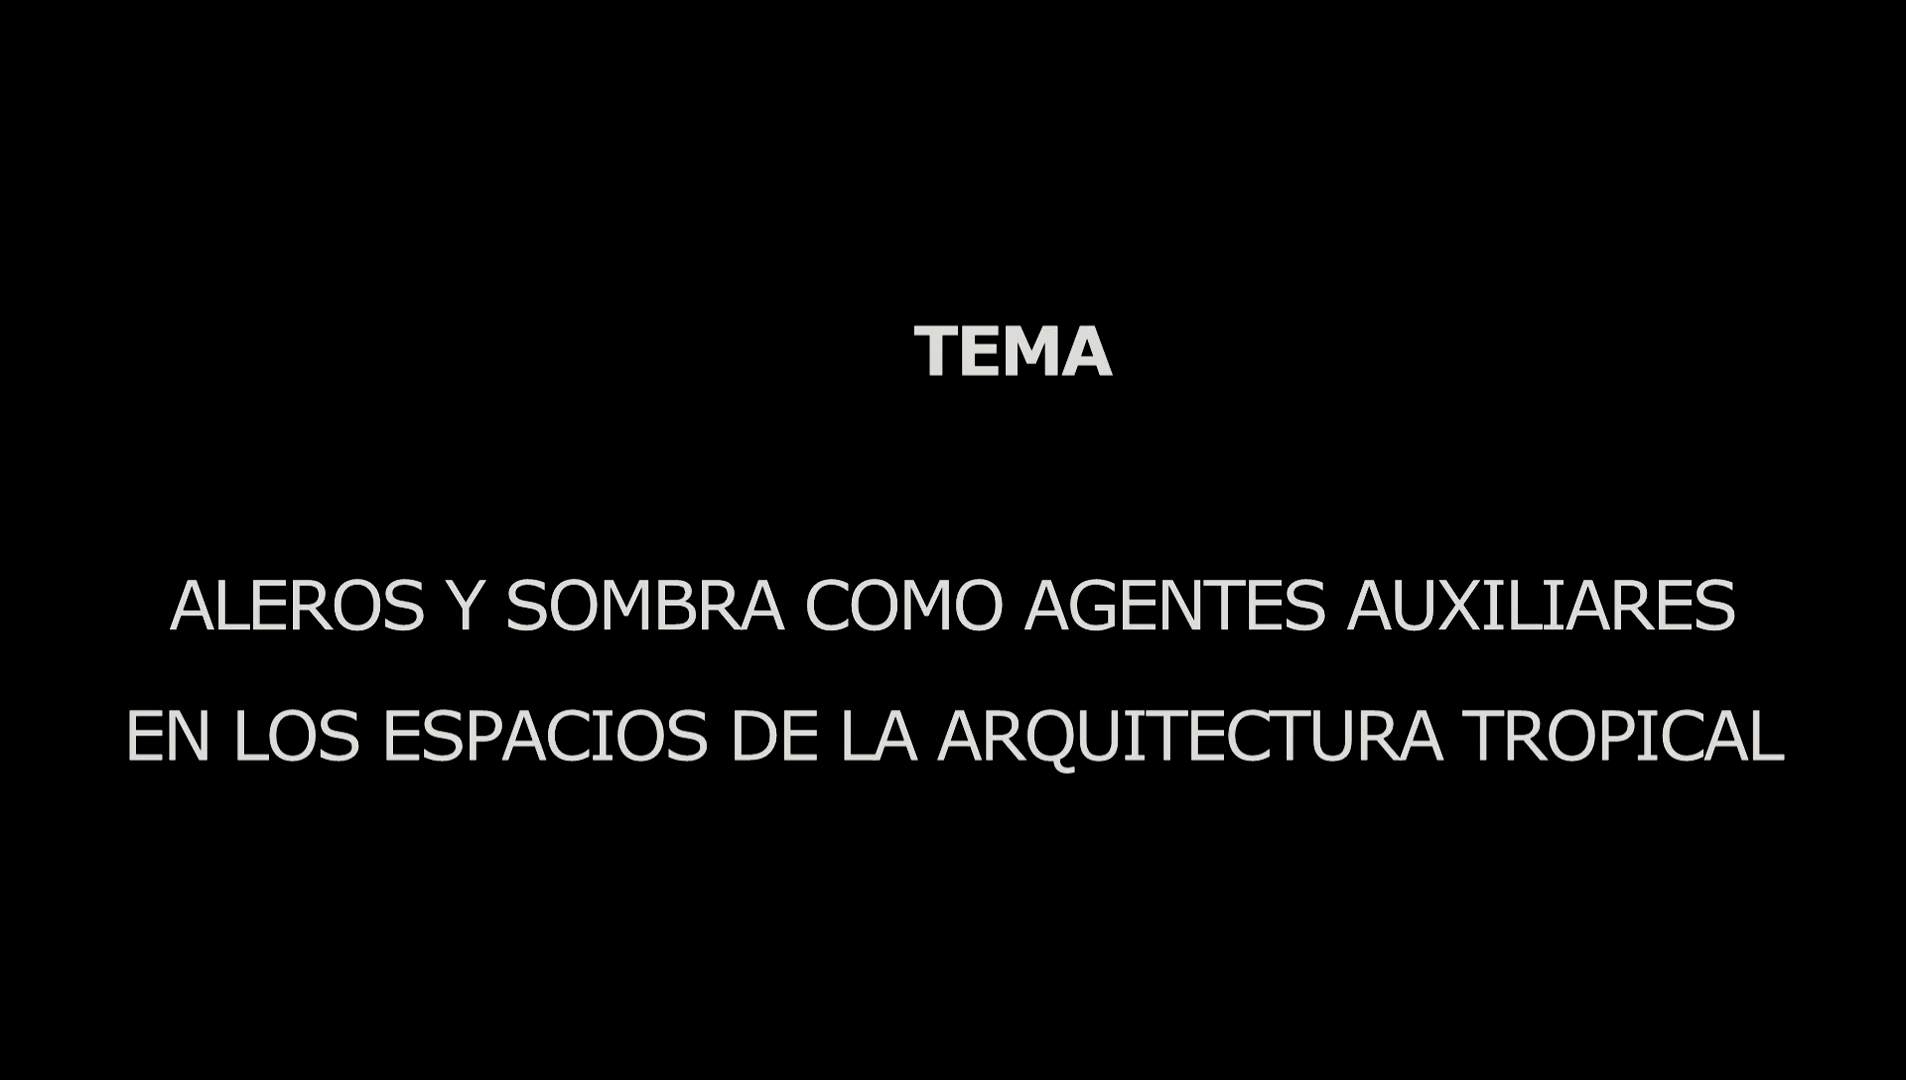 TEMA
ALEROS Y SOMBRA COMO AGENTES AUXILIARES
EN LOS ESPACIOS DE LA ARQUITECTURA TROPICAL